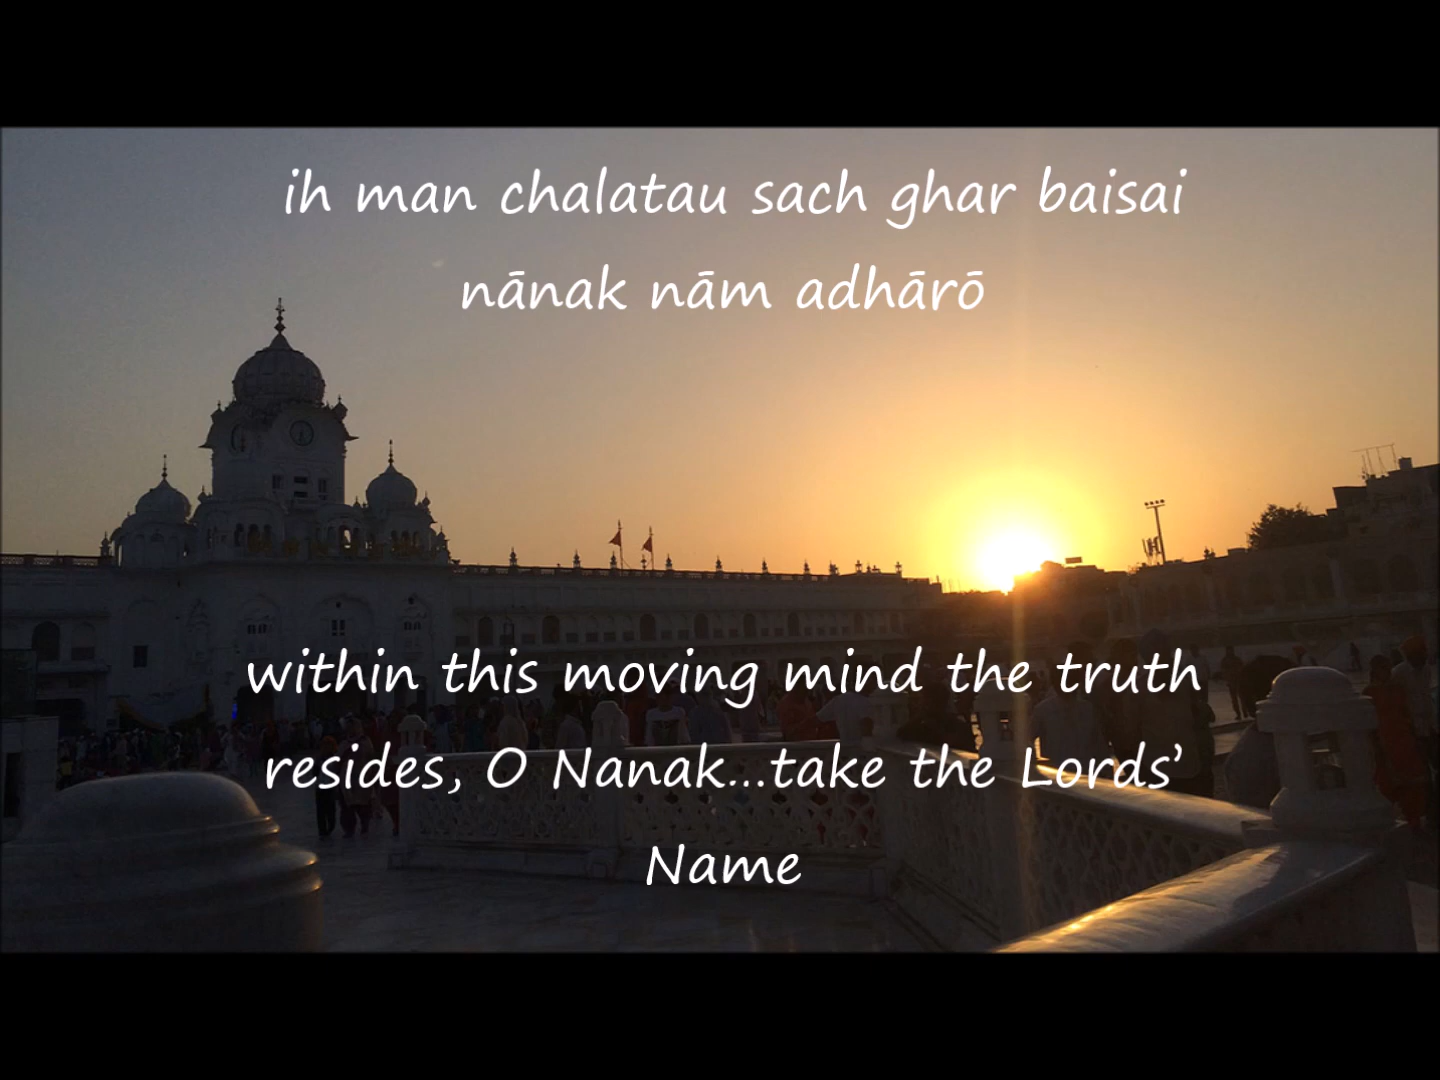 ih man chalatau sach ghar baisai
nānak nām adhārō
within this moving mind the truth
resides, O Nanak...take the Lords’
Name